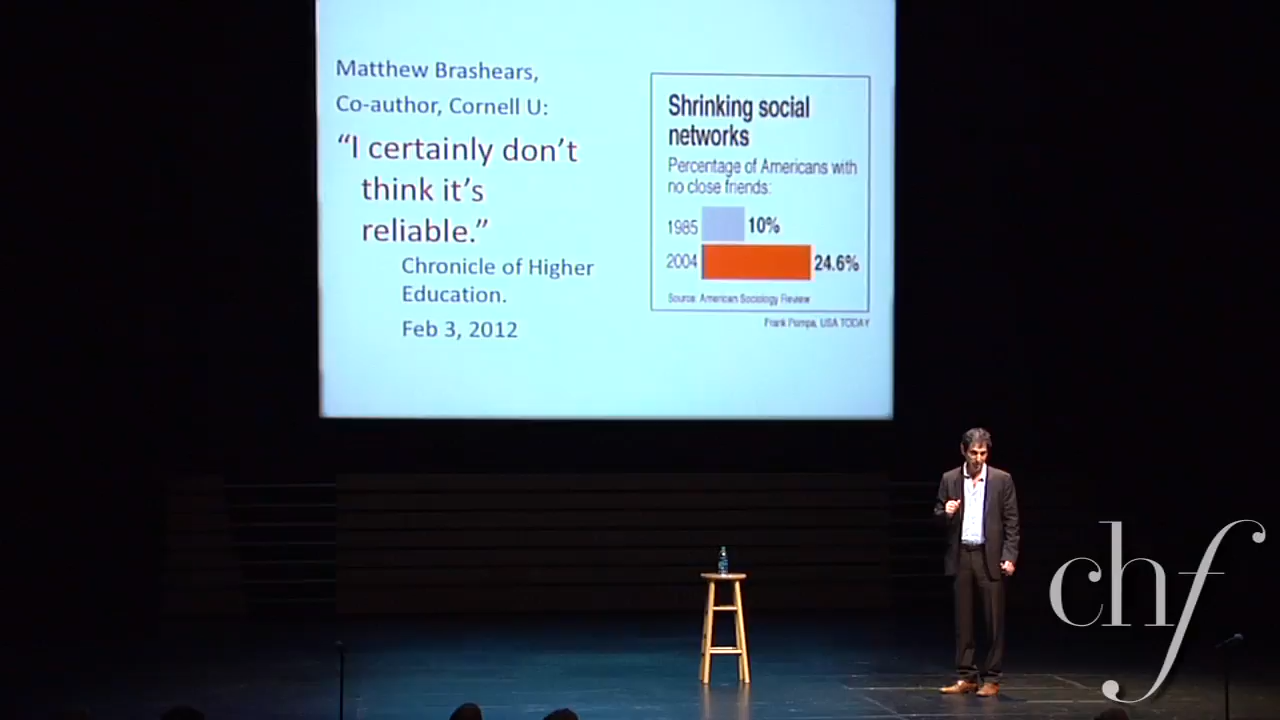 Matthew Brashears,
Co-author, Cornell U:
“I certainly don’t
think it’s
reliable.”
Chronicle of Higher
Education.
Feb 3, 2012
Shrinking social
networks
Percentage of Americans with
no close friends:
1985 10%
2004 24.6%
Source: American Sociology Review
Frank Pompa, USA TODAY
chf